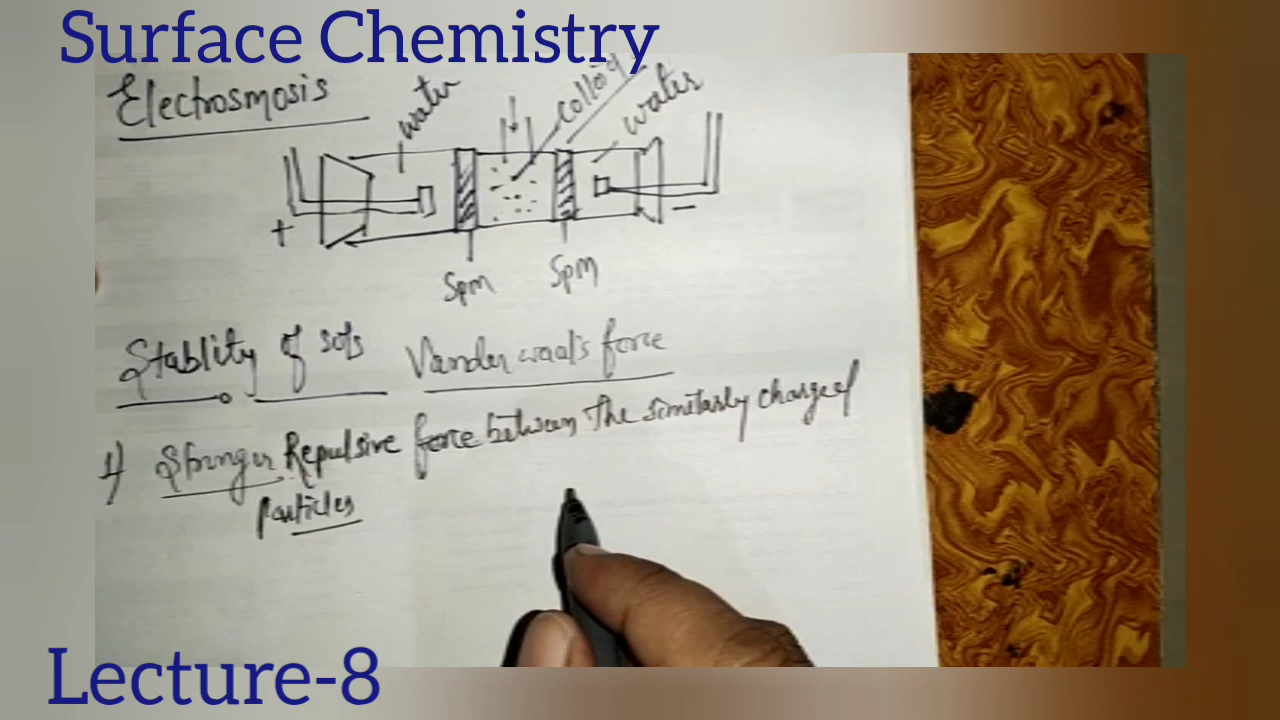 Surface Chemistry
Electrosmosis
water
colloid
water
+
-
Spm
Spm
Stablity of sols
Vander waal's force
1) Stronger Repulsive force between The similarly charged
Particles
Lecture-8